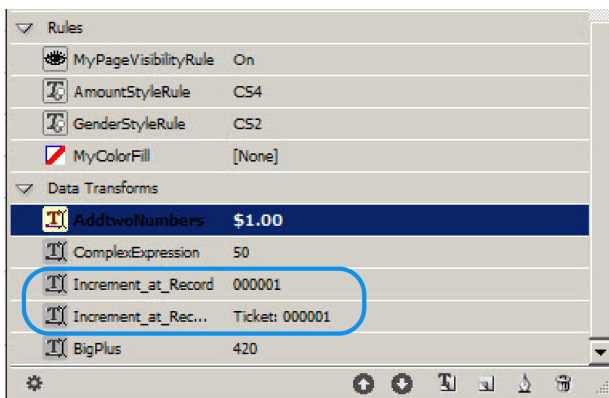 Rules
MyPageVisibilityRule On
AmountStyleRule CS4
GenderStyleRule CS2
MyColorFill [None]
Data Transforms
AddtwoNumbers $1.00
ComplexExpression 50
Increment_at_Record 000001
Increment_at_Rec... Ticket: 000001
BigPlus 420